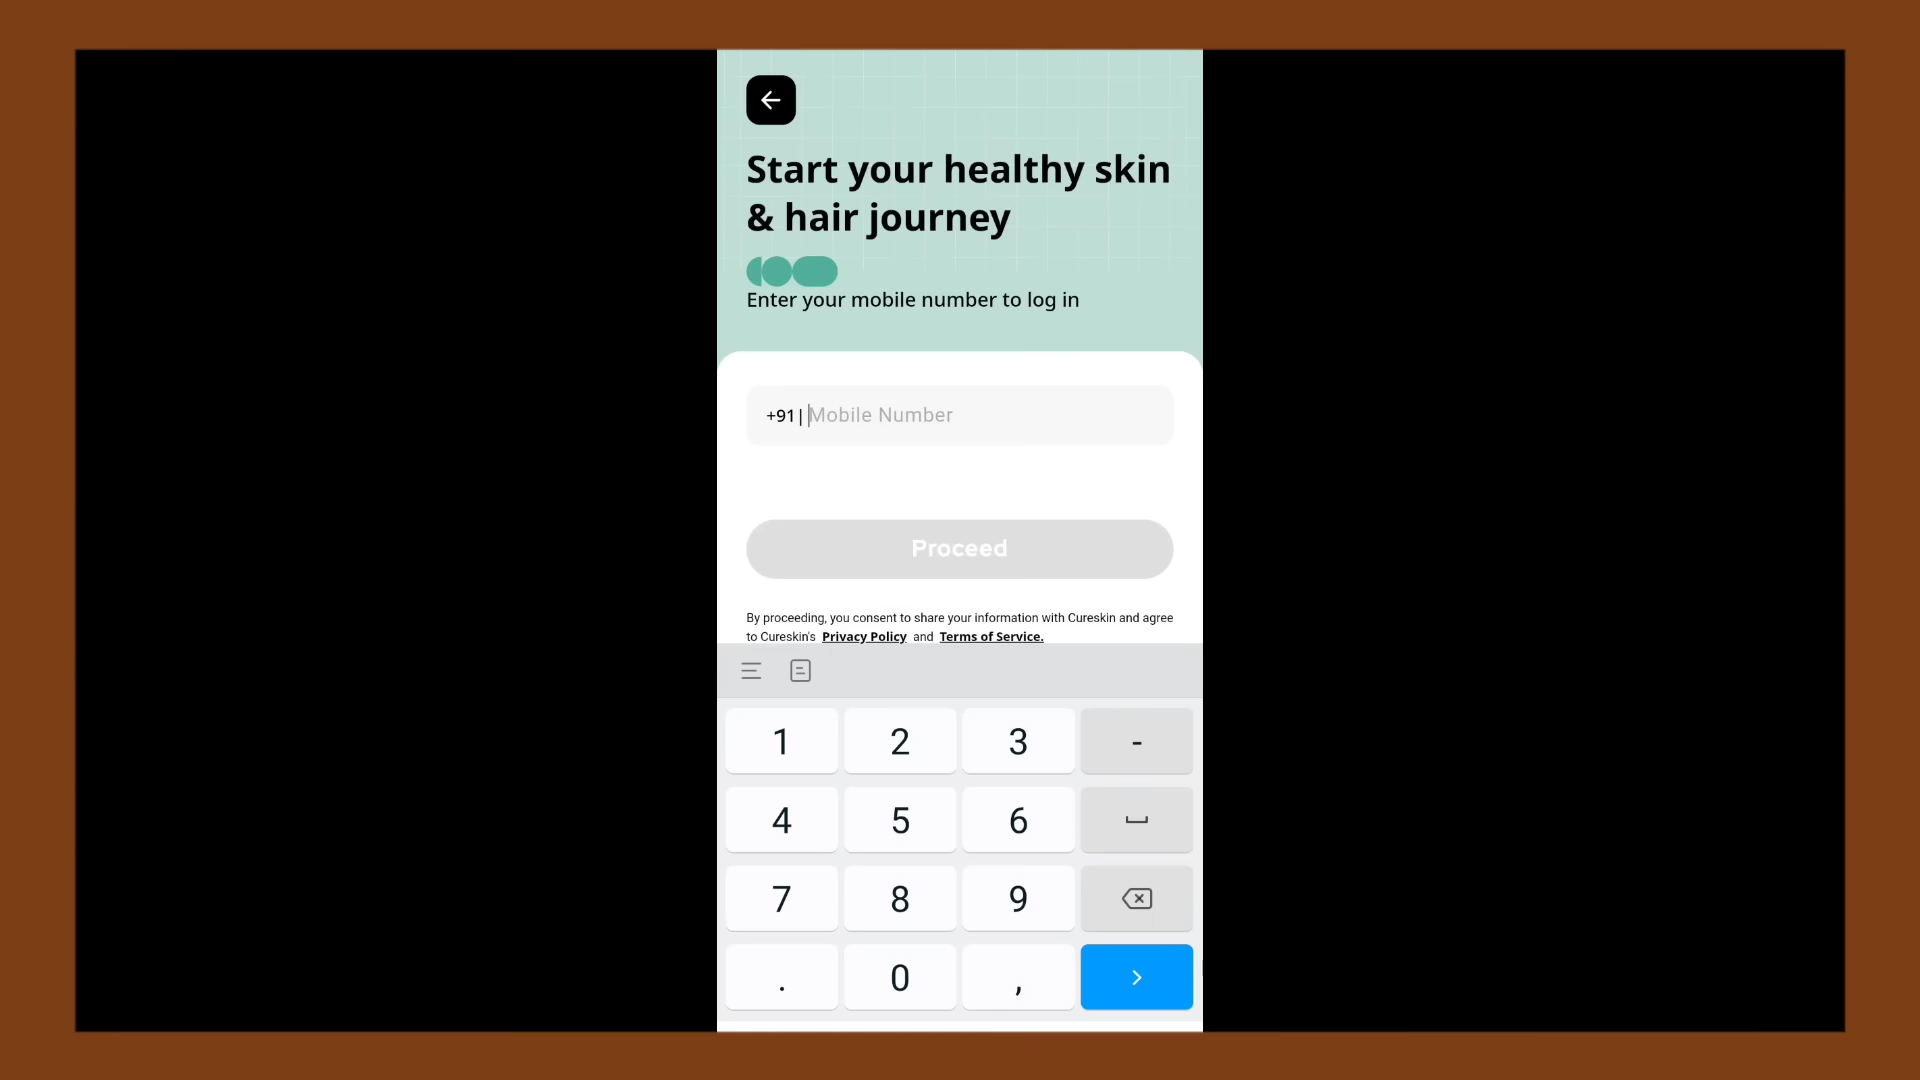 Start your healthy skin
& hair journey
Enter your mobile number to log in
+91| Mobile Number
Proceed
By proceeding, you consent to share your information with Cureskin and agree
to Cureskin's Privacy Policy and Terms of Service.
1 2 3 -
4 5 6
7 8 9
. 0 ,